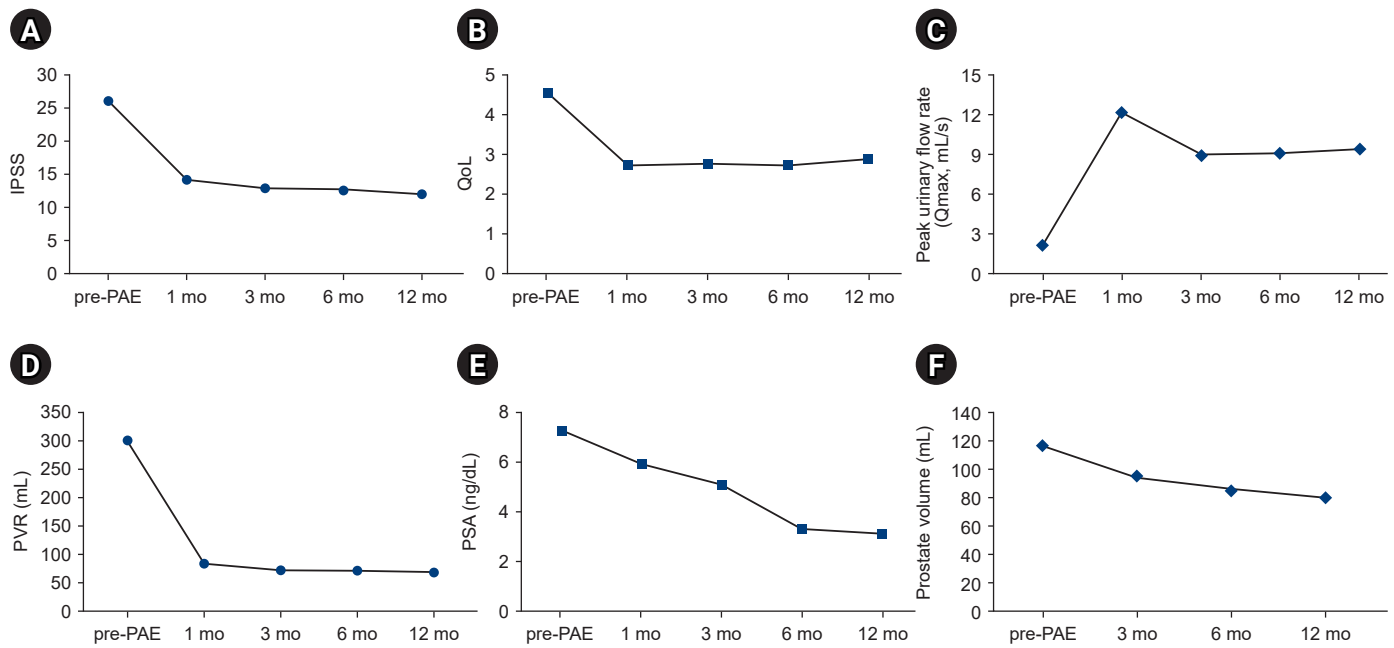 A
B
C
IPSS
30
25
20
15
10
5
0
pre-PAE 1 mo 3 mo 6 mo 12 mo
QoL
5
4
3
2
1
0
pre-PAE 1 mo 3 mo 6 mo 12 mo
Peak urinary flow rate
(Qmax, mL/s)
15
12
9
6
3
0
pre-PAE 1 mo 3 mo 6 mo 12 mo
D
E
F
PVR (mL)
350
300
250
200
150
100
50
0
pre-PAE 1 mo 3 mo 6 mo 12 mo
PSA (ng/dL)
8
6
4
2
0
pre-PAE 1 mo 3 mo 6 mo 12 mo
Prostate volume (mL)
140
120
100
80
60
40
20
0
pre-PAE 3 mo 6 mo 12 mo